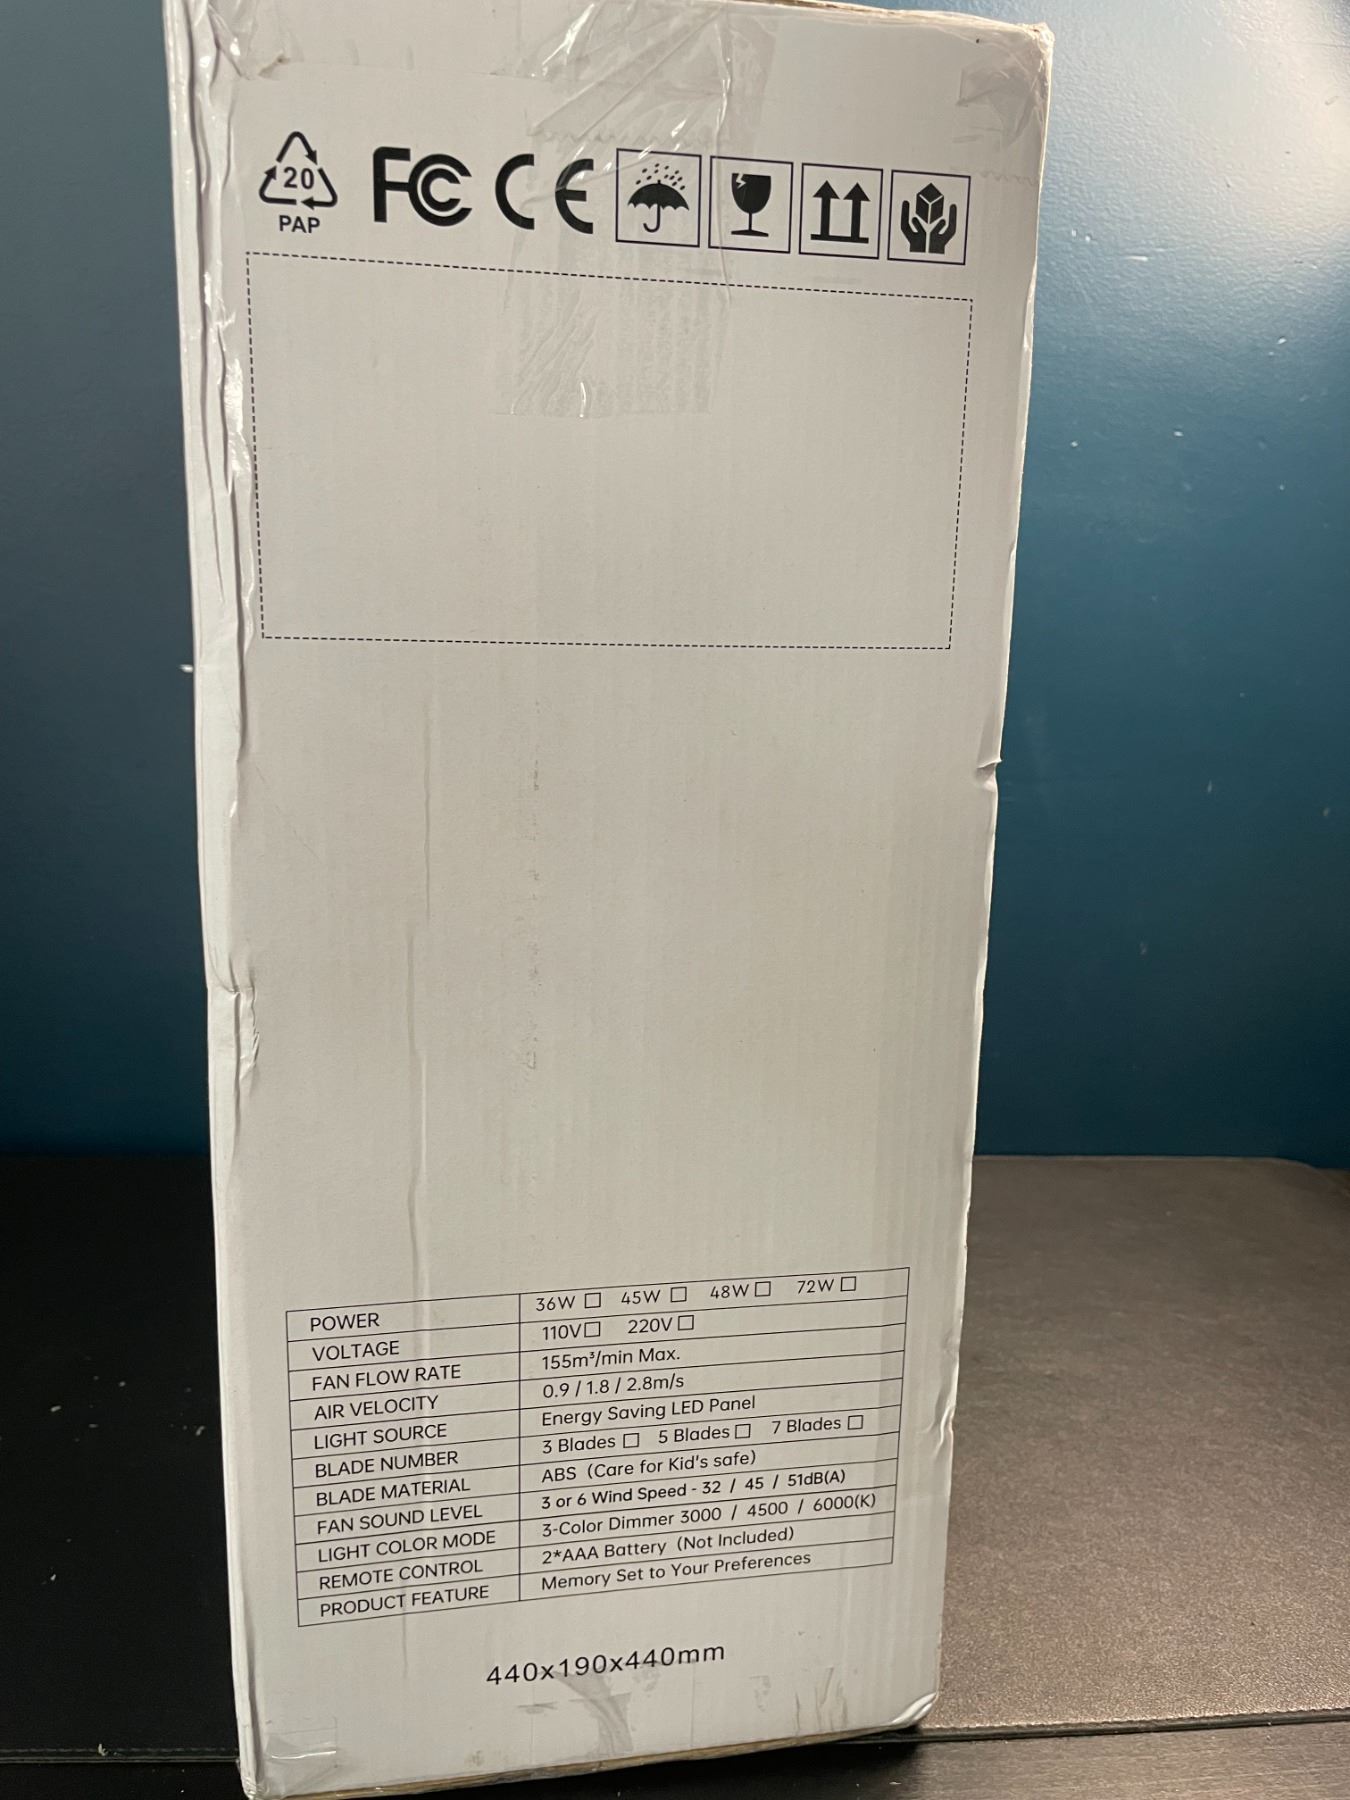 20
PAP
FC CE
POWER 36W □ 45W □ 48W □ 72W □
VOLTAGE 110V□ 220V □
FAN FLOW RATE 155m³/min Max.
AIR VELOCITY 0.9 / 1.8 / 2.8m/s
LIGHT SOURCE Energy Saving LED Panel
BLADE NUMBER 3 Blades □ 5 Blades □ 7 Blades □
BLADE MATERIAL ABS (Care for Kid's safe)
FAN SOUND LEVEL 3 or 6 Wind Speed - 32 / 45 / 51dB(A)
LIGHT COLOR MODE 3-Color Dimmer 3000 / 4500 / 6000(K)
REMOTE CONTROL 2*AAA Battery (Not Included)
PRODUCT FEATURE Memory Set to Your Preferences
440x190x440mm